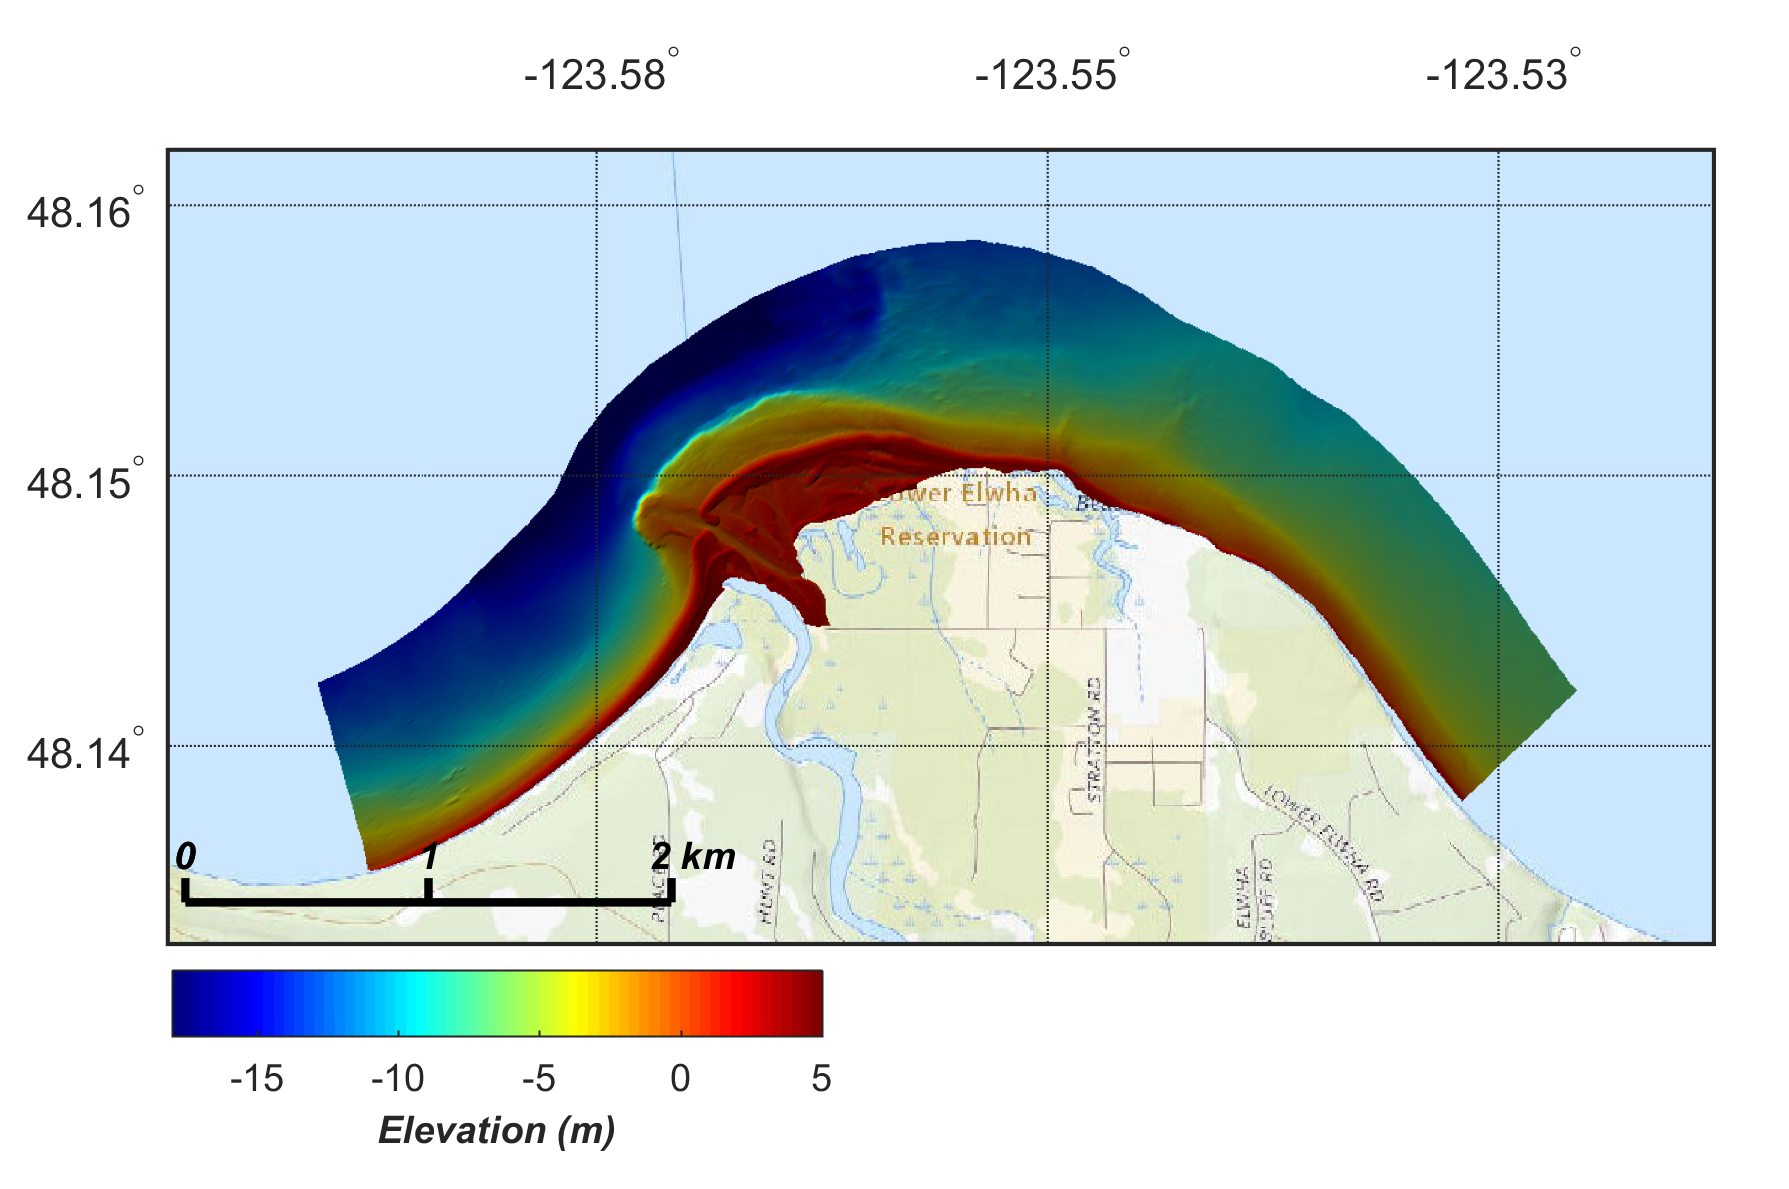 -123.58° -123.55° -123.53°
48.16°
48.15°
48.14°
Lower Elwha
Reservation
STRATTON RD
LOWER ELWHA RD
ELWHA
BLUFF RD
HUNT RD
0 1 2 km
-15 -10 -5 0 5
Elevation (m)